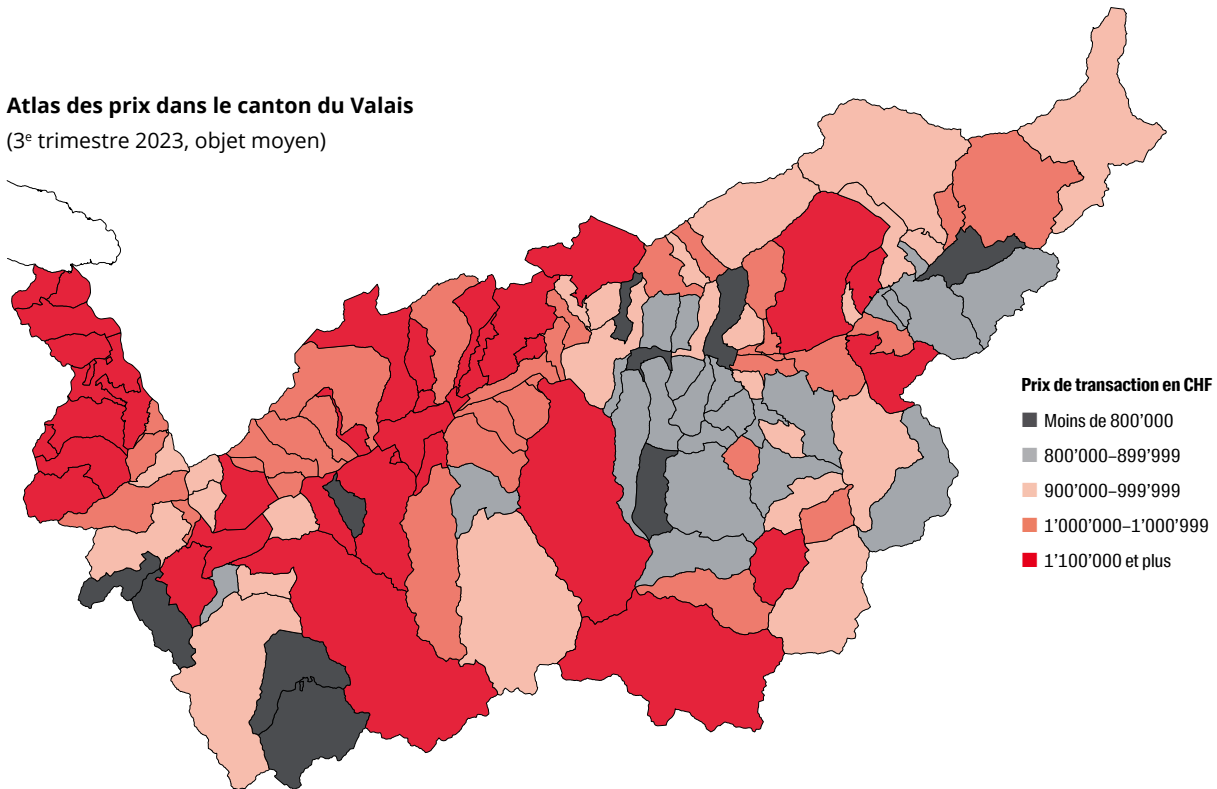 Atlas des prix dans le canton du Valais
(3e trimestre 2023, objet moyen)
Prix de transaction en CHF
Moins de 800’000
800’000–899’999
900’000–999’999
1’000’000–1’000’999
1’100’000 et plus